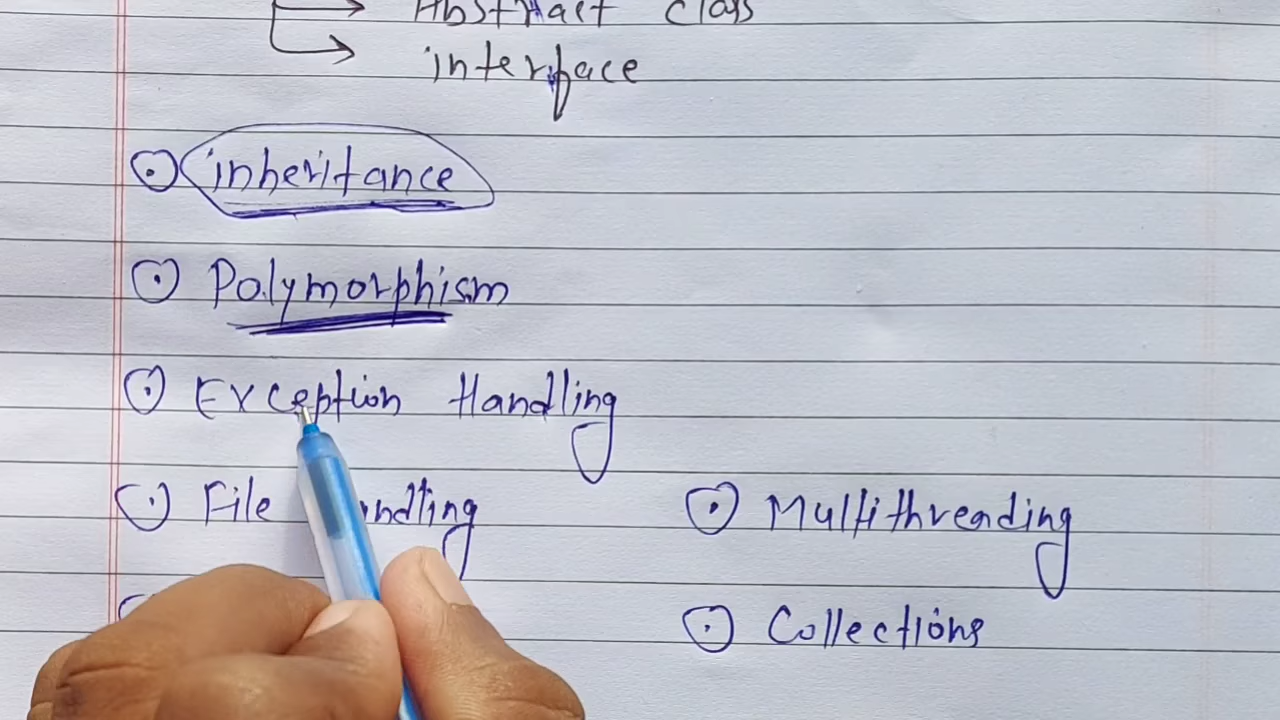 Abstract class
interface
inheritance
Polymorphism
Exception Handling
File
Multithreading
Collections